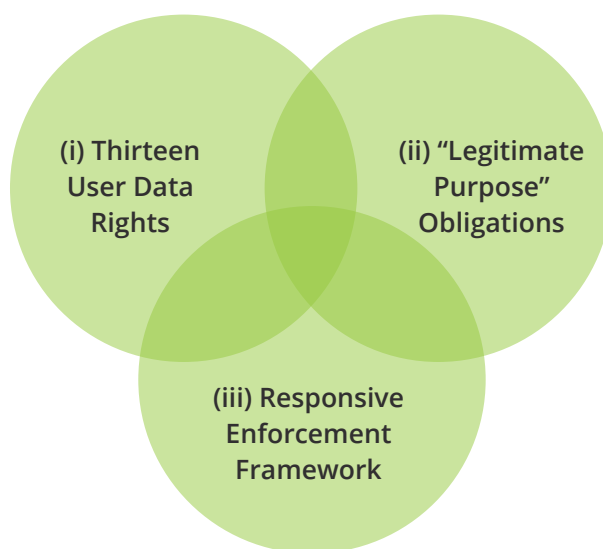 (i) Thirteen
User Data
Rights
(ii) “Legitimate
Purpose”
Obligations
(iii) Responsive
Enforcement
Framework